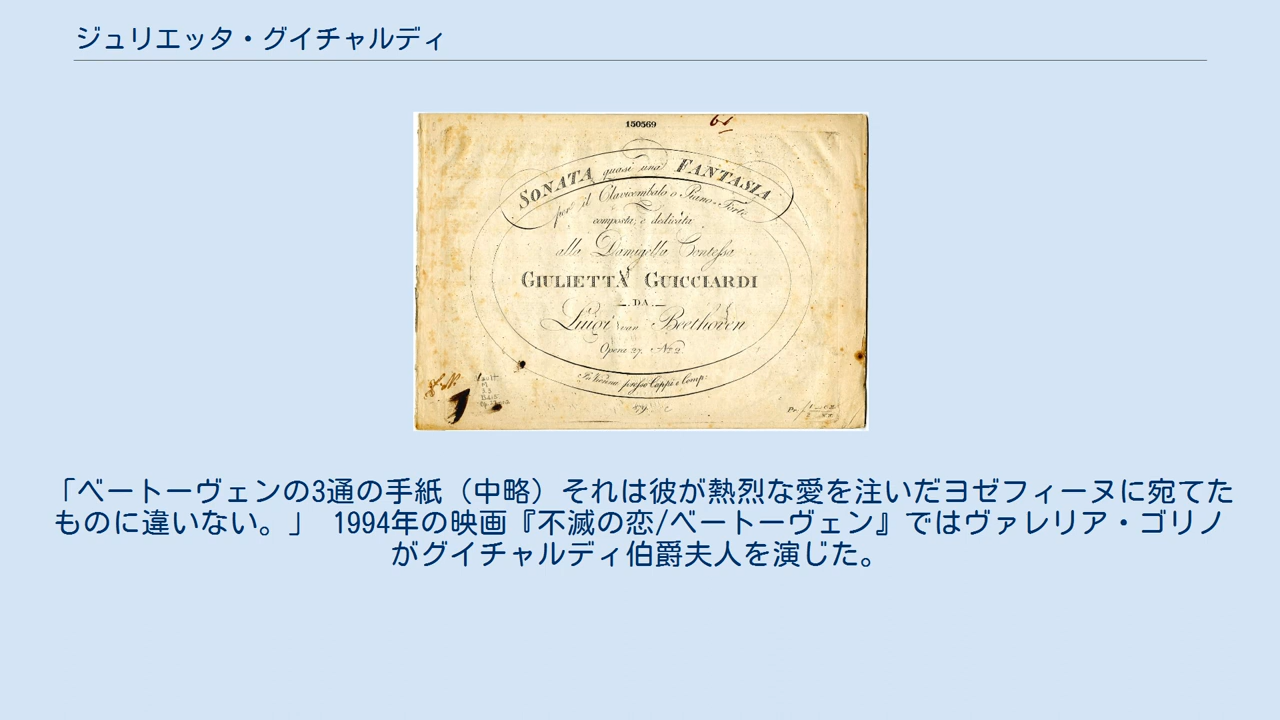 ジュリエッタ・グイチャルディ
150569
61
SONATA quasi una FANTASIA
per il Clavicembalo o Piano-Forte
composta, e dedicata
alla Damigella Contessa
GIULIETTA GUICCIARDI
DA
Luigi van Beethoven
Opera 27. No 2.
In Vienna presso Cappi e Comp.
「ベートーヴェンの3通の手紙（中略）それは彼が熱烈な愛を注いだヨゼフィーヌに宛てた
ものに違いない。」 1994年の映画『不滅の恋/ベートーヴェン』ではヴァレリア・ゴリノ
がグイチャルディ伯爵夫人を演じた。